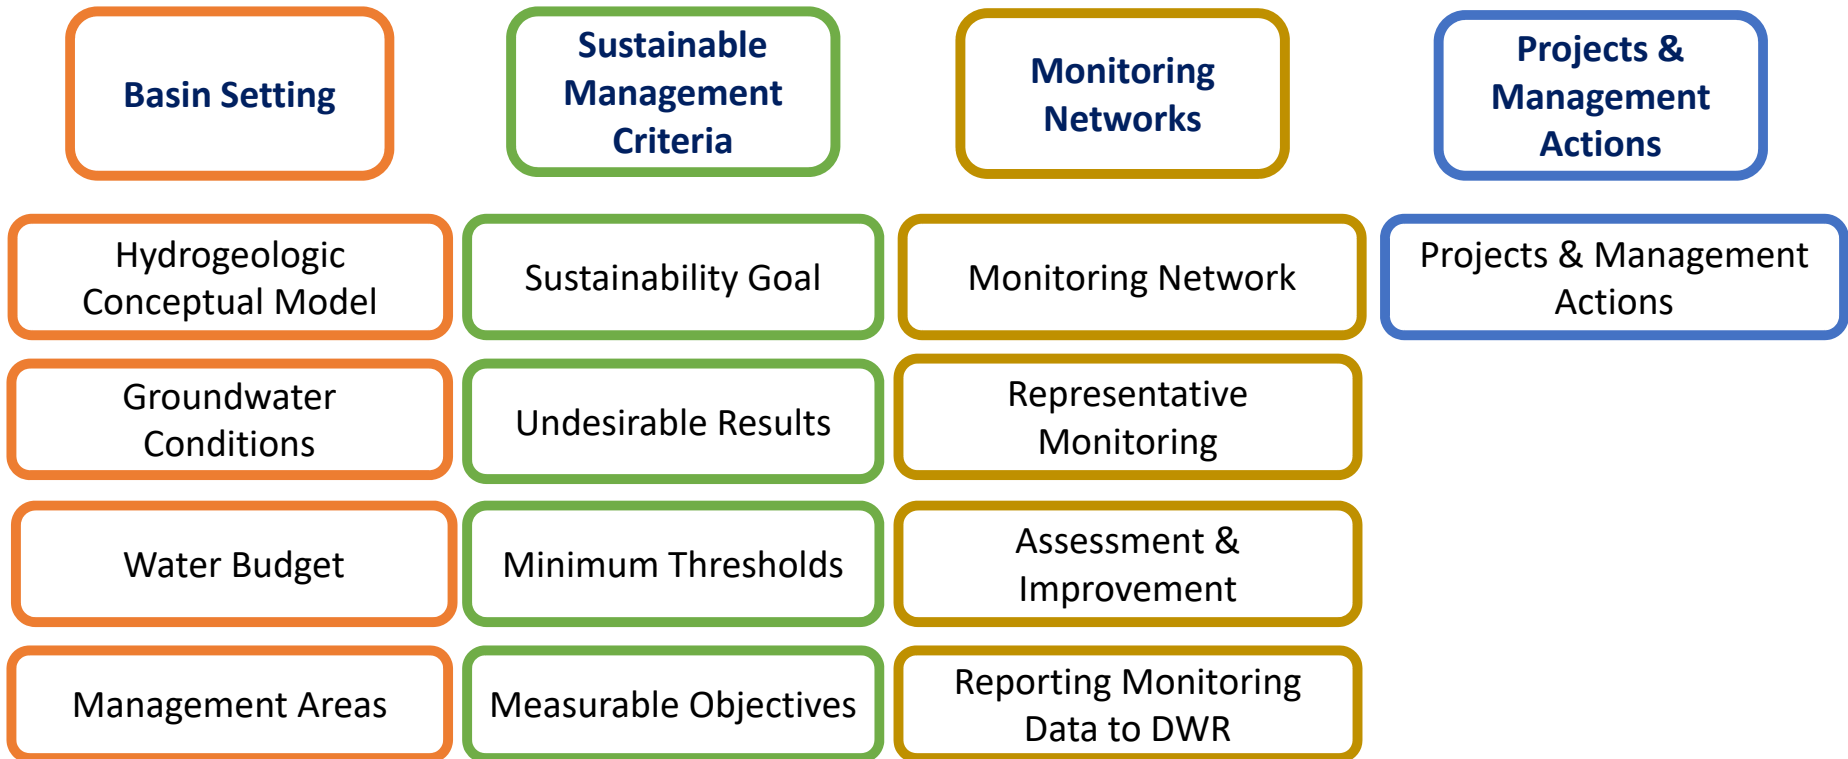 Basin Setting
Sustainable
Management
Criteria
Monitoring
Networks
Projects &
Management
Actions
Hydrogeologic
Conceptual Model
Sustainability Goal
Monitoring Network
Projects & Management
Actions
Groundwater
Conditions
Undesirable Results
Representative
Monitoring
Water Budget
Minimum Thresholds
Assessment &
Improvement
Management Areas
Measurable Objectives
Reporting Monitoring
Data to DWR